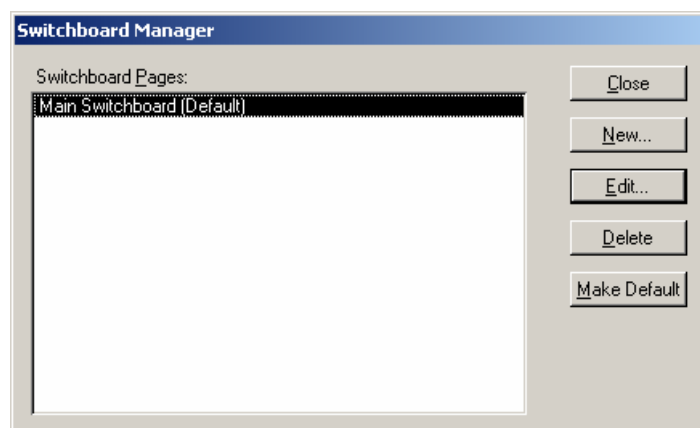 Switchboard Manager
Switchboard Pages:
Main Switchboard (Default)
Close
New...
Edit...
Delete
Make Default